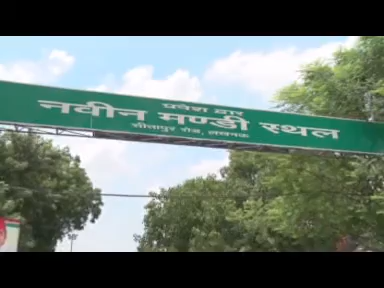 प्रवेश द्वार
नवीन मण्डी स्थल
सीतापुर रोड, लखनऊ